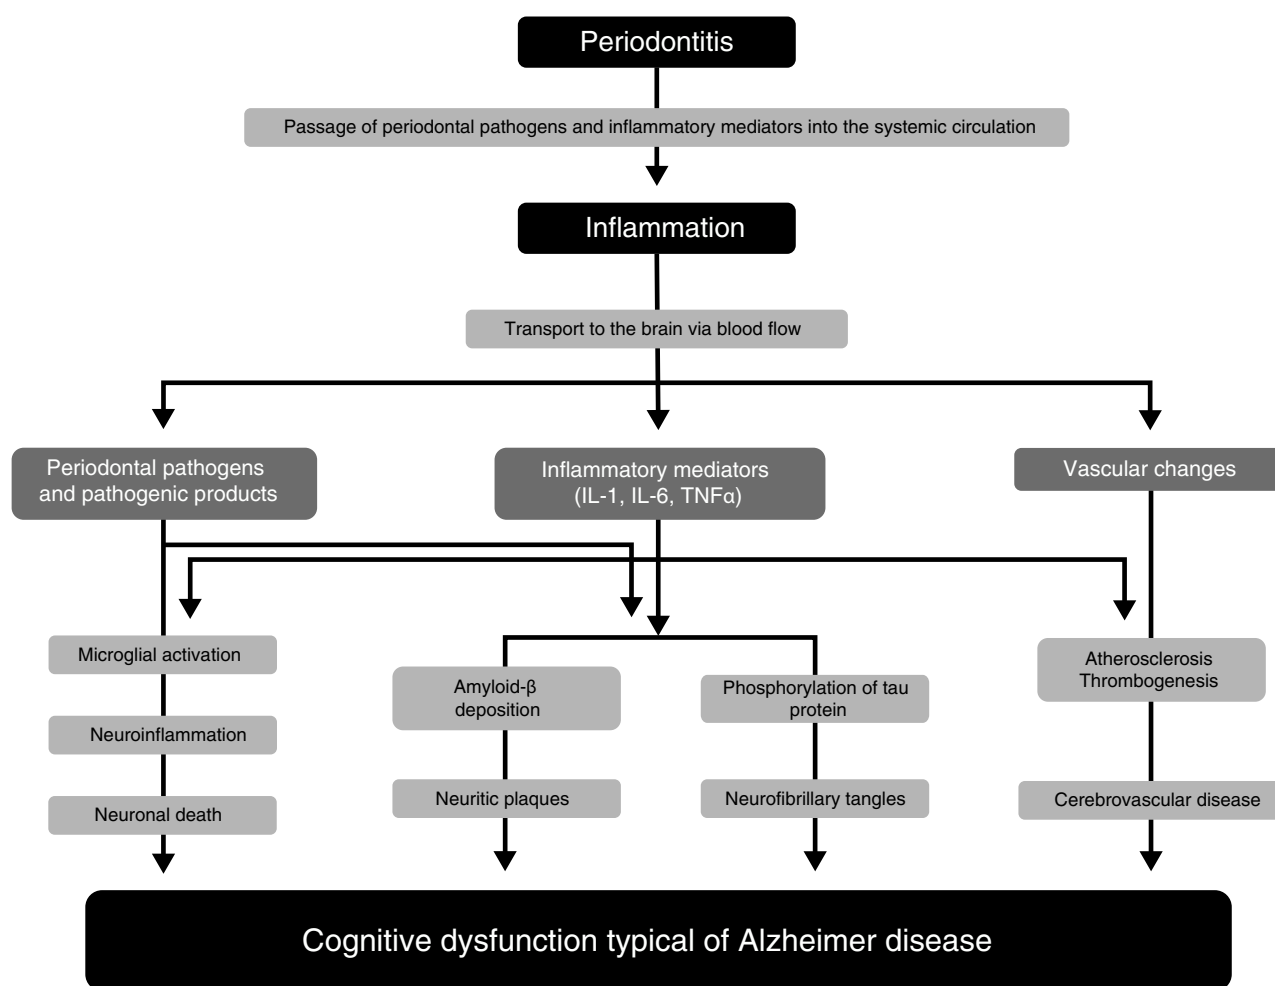 Periodontitis
Passage of periodontal pathogens and inflammatory mediators into the systemic circulation
Inflammation
Transport to the brain via blood flow
Periodontal pathogens
and pathogenic products
Inflammatory mediators
(IL-1, IL-6, TNFα)
Vascular changes
Microglial activation
Neuroinflammation
Neuronal death
Amyloid-β
deposition
Neuritic plaques
Phosphorylation of tau
protein
Neurofibrillary tangles
Atherosclerosis
Thrombogenesis
Cerebrovascular disease
Cognitive dysfunction typical of Alzheimer disease